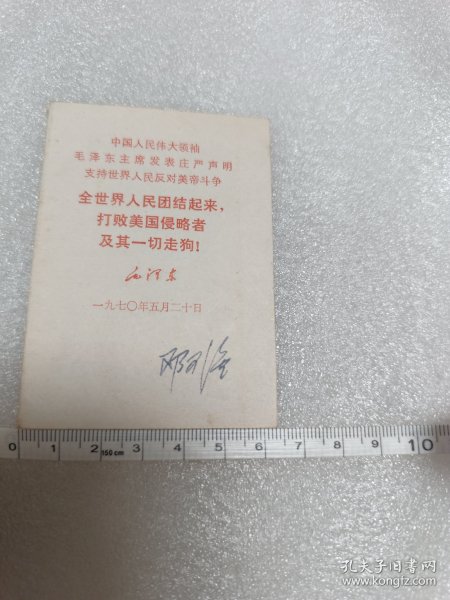 中国人民伟大领袖
毛泽东主席发表庄严声明
支持世界人民反对美帝斗争
全世界人民团结起来，
打败美国侵略者
及其一切走狗！
毛泽东
一九七〇年五月二十日
0 1 2 3 4 5 6 7 8 9 10
150cm
孔夫子旧书网
www.kongfz.com